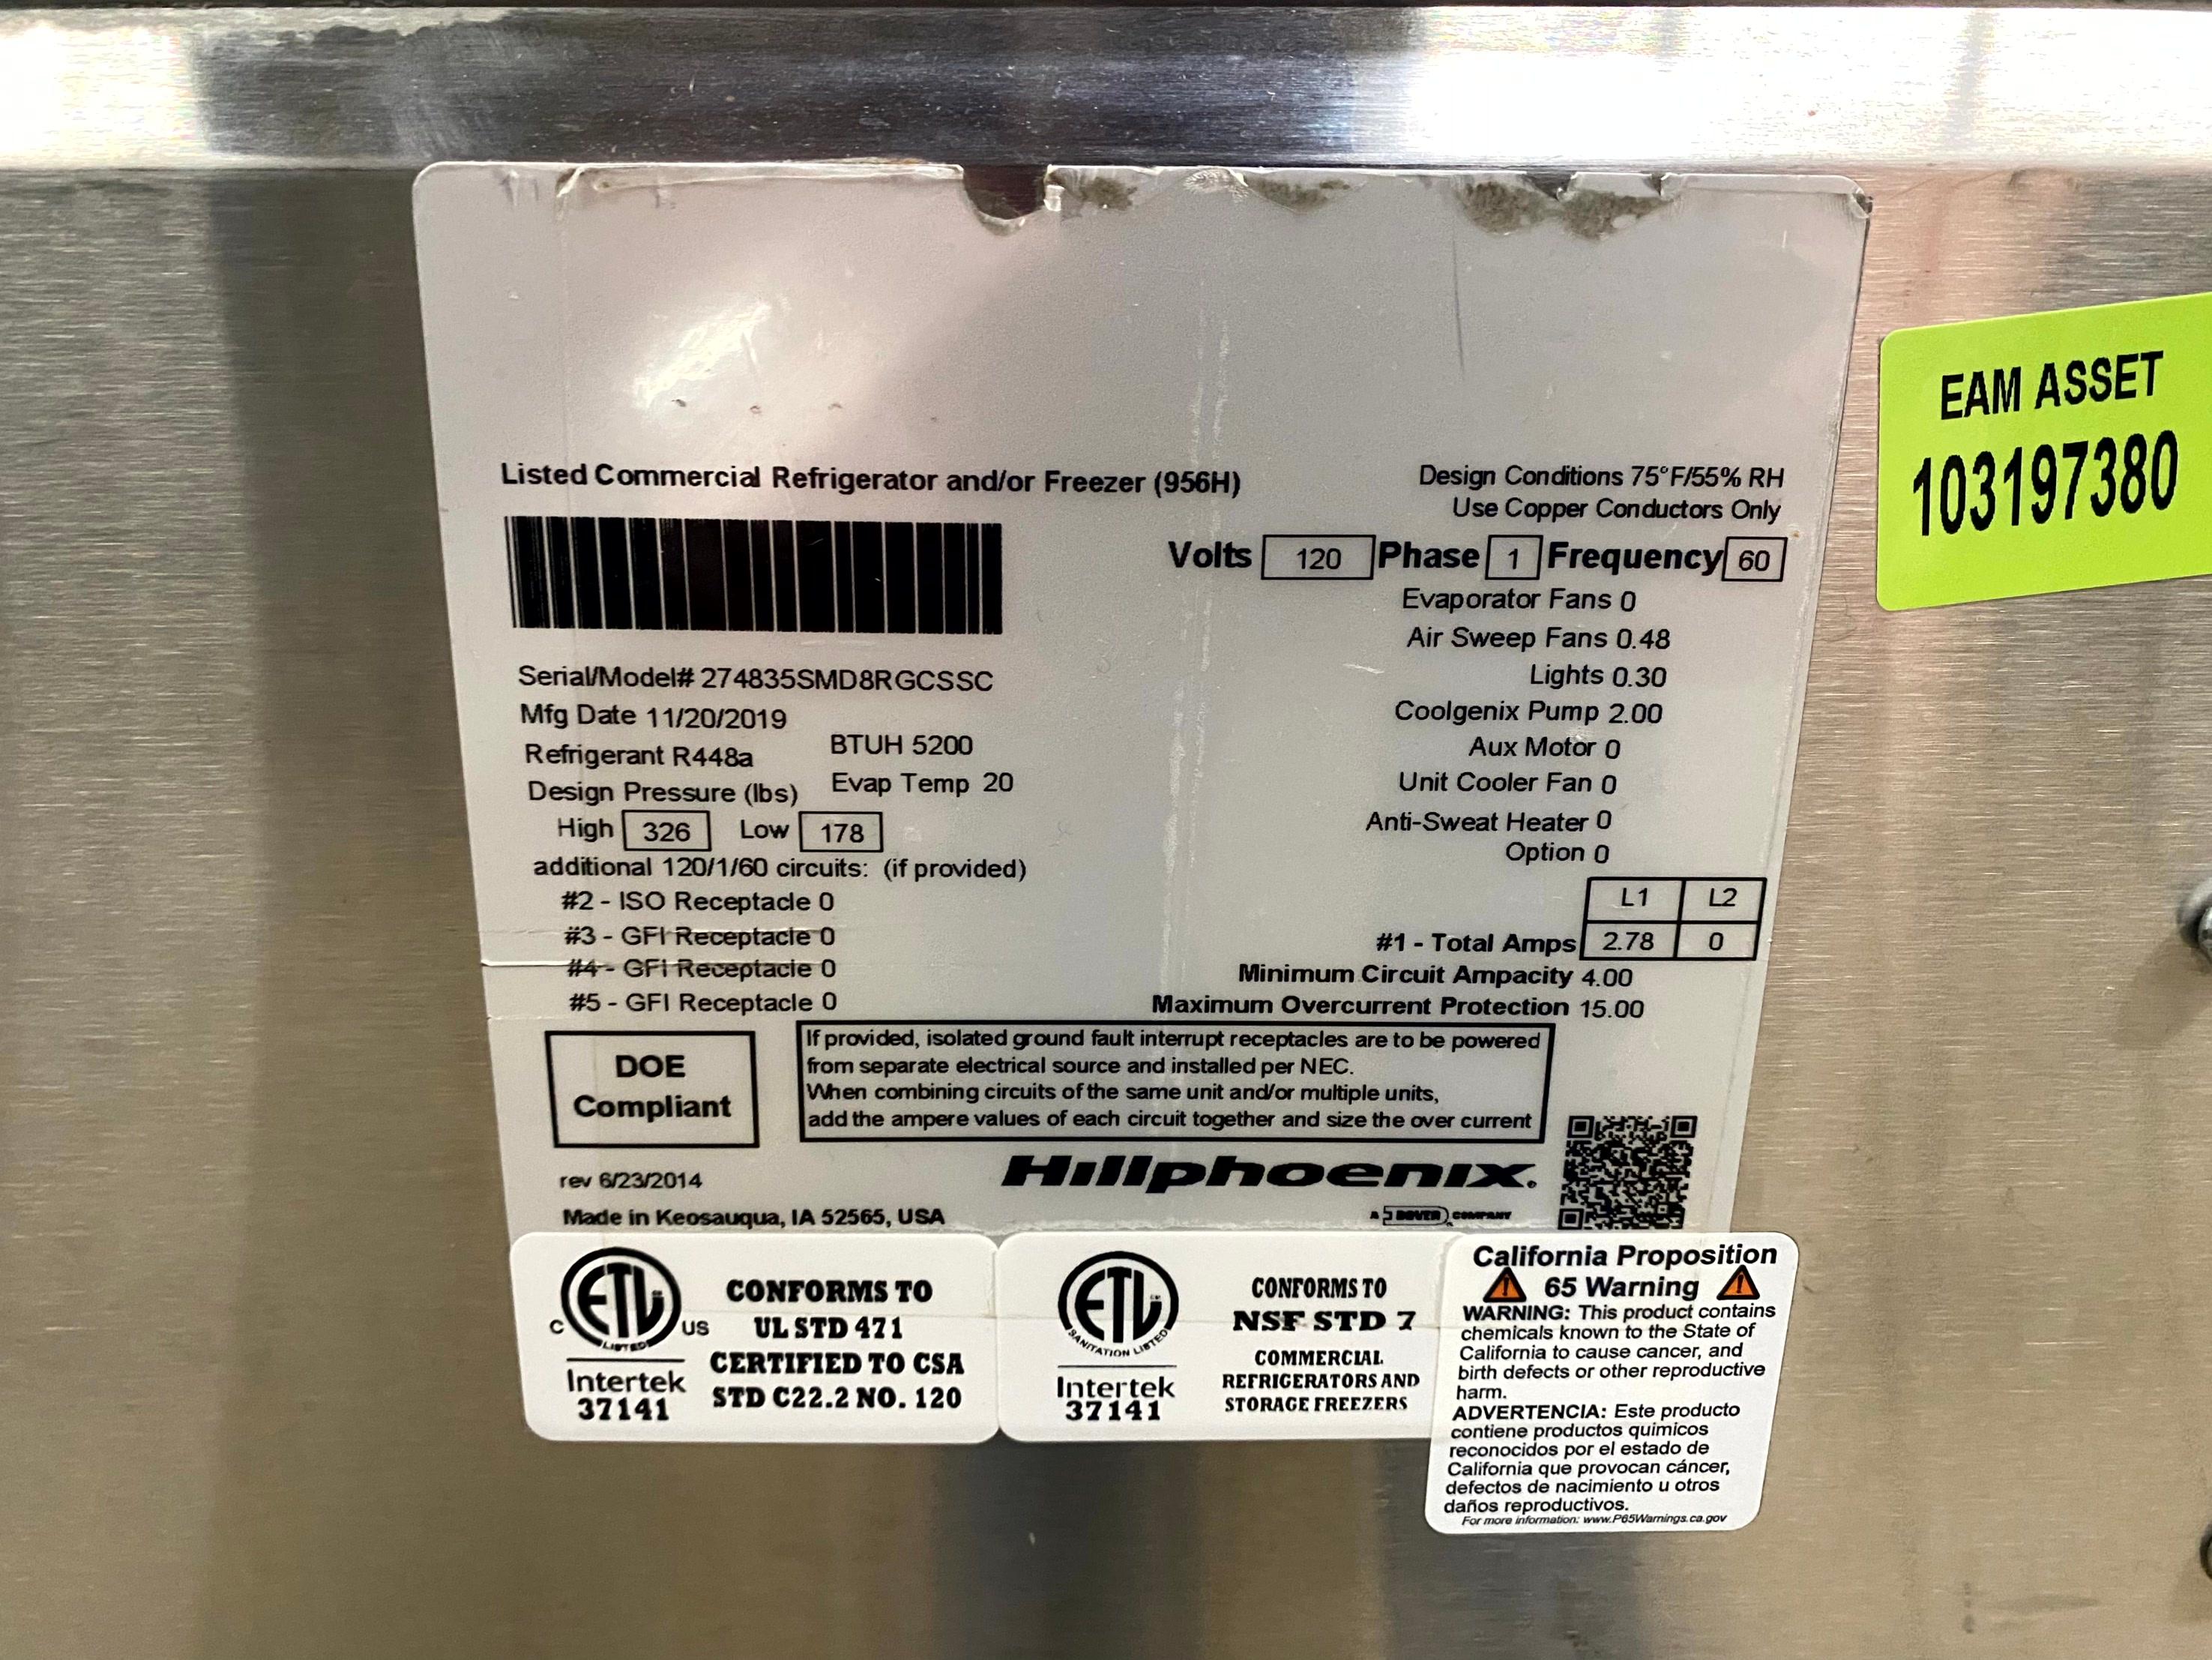 EAM ASSET
103197380
Listed Commercial Refrigerator and/or Freezer (956H)
Serial/Model# 274835SMD8RGCSSC
Mfg Date 11/20/2019
Refrigerant R448a
BTUH 5200
Evap Temp 20
Design Pressure (lbs)
High 326 Low 178
additional 120/1/60 circuits: (if provided)
#2 - ISO Receptacle 0
#3 - GFI Receptacle 0
#4 - GFI Receptacle 0
#5 - GFI Receptacle 0
Design Conditions 75°F/55% RH
Use Copper Conductors Only
Volts 120 Phase 1 Frequency 60
Evaporator Fans 0
Air Sweep Fans 0.48
Lights 0.30
Coolgenix Pump 2.00
Aux Motor 0
Unit Cooler Fan 0
Anti-Sweat Heater 0
Option 0
L1 L2
#1 - Total Amps 2.78 0
Minimum Circuit Ampacity 4.00
Maximum Overcurrent Protection 15.00
DOE
Compliant
If provided, isolated ground fault interrupt receptacles are to be powered
from separate electrical source and installed per NEC.
When combining circuits of the same unit and/or multiple units,
add the ampere values of each circuit together and size the over current
rev 6/23/2014
Made in Keosauqua, IA 52565, USA
Hillphoenix.
A DOVER COMPANY
C ETL US
LISTED
Intertek
37141
CONFORMS TO
UL STD 471
CERTIFIED TO CSA
STD C22.2 NO. 120
ETL
SANITATION LISTED
Intertek
37141
CONFORMS TO
NSF STD 7
COMMERCIAL
REFRIGERATORS AND
STORAGE FREEZERS
California Proposition
65 Warning
WARNING: This product contains
chemicals known to the State of
California to cause cancer, and
birth defects or other reproductive
harm.
ADVERTENCIA: Este producto
contiene productos quimicos
reconocidos por el estado de
California que provocan cáncer,
defectos de nacimiento u otros
daños reproductivos.
For more information: www.P65Warnings.ca.gov